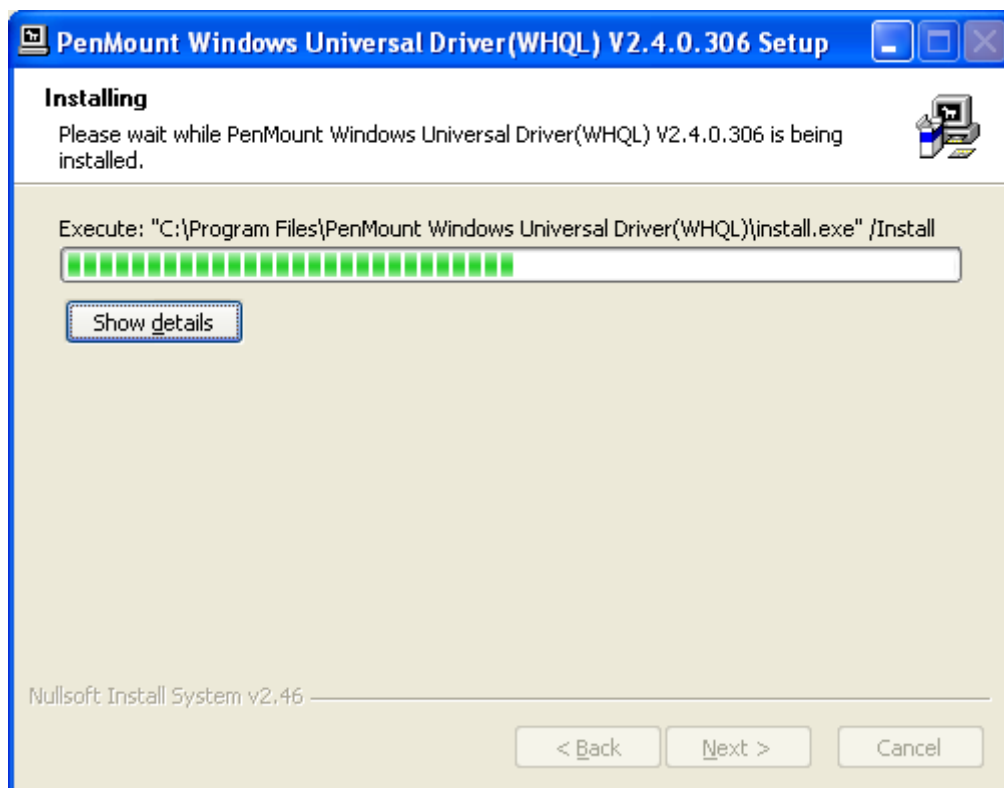 PenMount Windows Universal Driver(WHQL) V2.4.0.306 Setup
Installing
Please wait while PenMount Windows Universal Driver(WHQL) V2.4.0.306 is being
installed.
Execute: "C:\Program Files\PenMount Windows Universal Driver(WHQL)\install.exe" /Install
Show details
Nullsoft Install System v2.46
< Back Next > Cancel